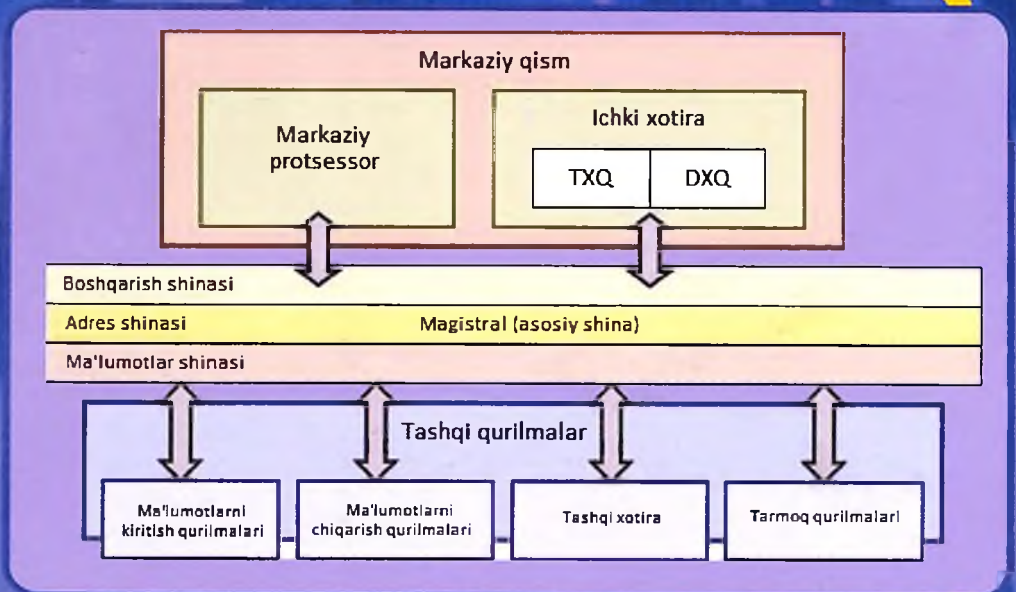 Markaziy qism
Markaziy
protsessor
Ichki xotira
TXQ
DXQ
Boshqarish shinasi
Adres shinasi
Magistral (asosiy shina)
Ma'lumotlar shinasi
Tashqi qurilmalar
Ma'lumotlarni
kiritish qurilmalari
Ma'lumotlarni
chiqarish qurilmalari
Tashqi xotira
Tarmoq qurilmalari